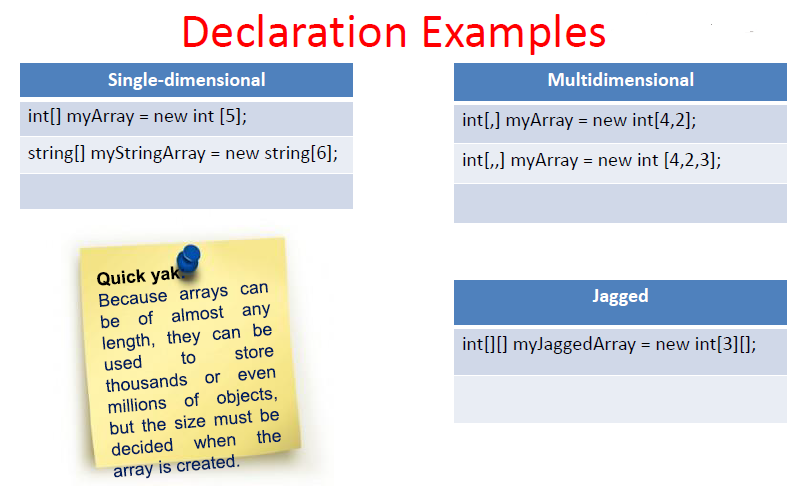 Declaration Examples
Single-dimensional
int[] myArray = new int [5];
string[] myStringArray = new string[6];
Multidimensional
int[,] myArray = new int[4,2];
int[,,] myArray = new int [4,2,3];
Quick yak:
Because arrays can
be of almost any
length, they can be
used to store
thousands or even
millions of objects,
but the size must be
decided when the
array is created.
Jagged
int[][] myJaggedArray = new int[3][];